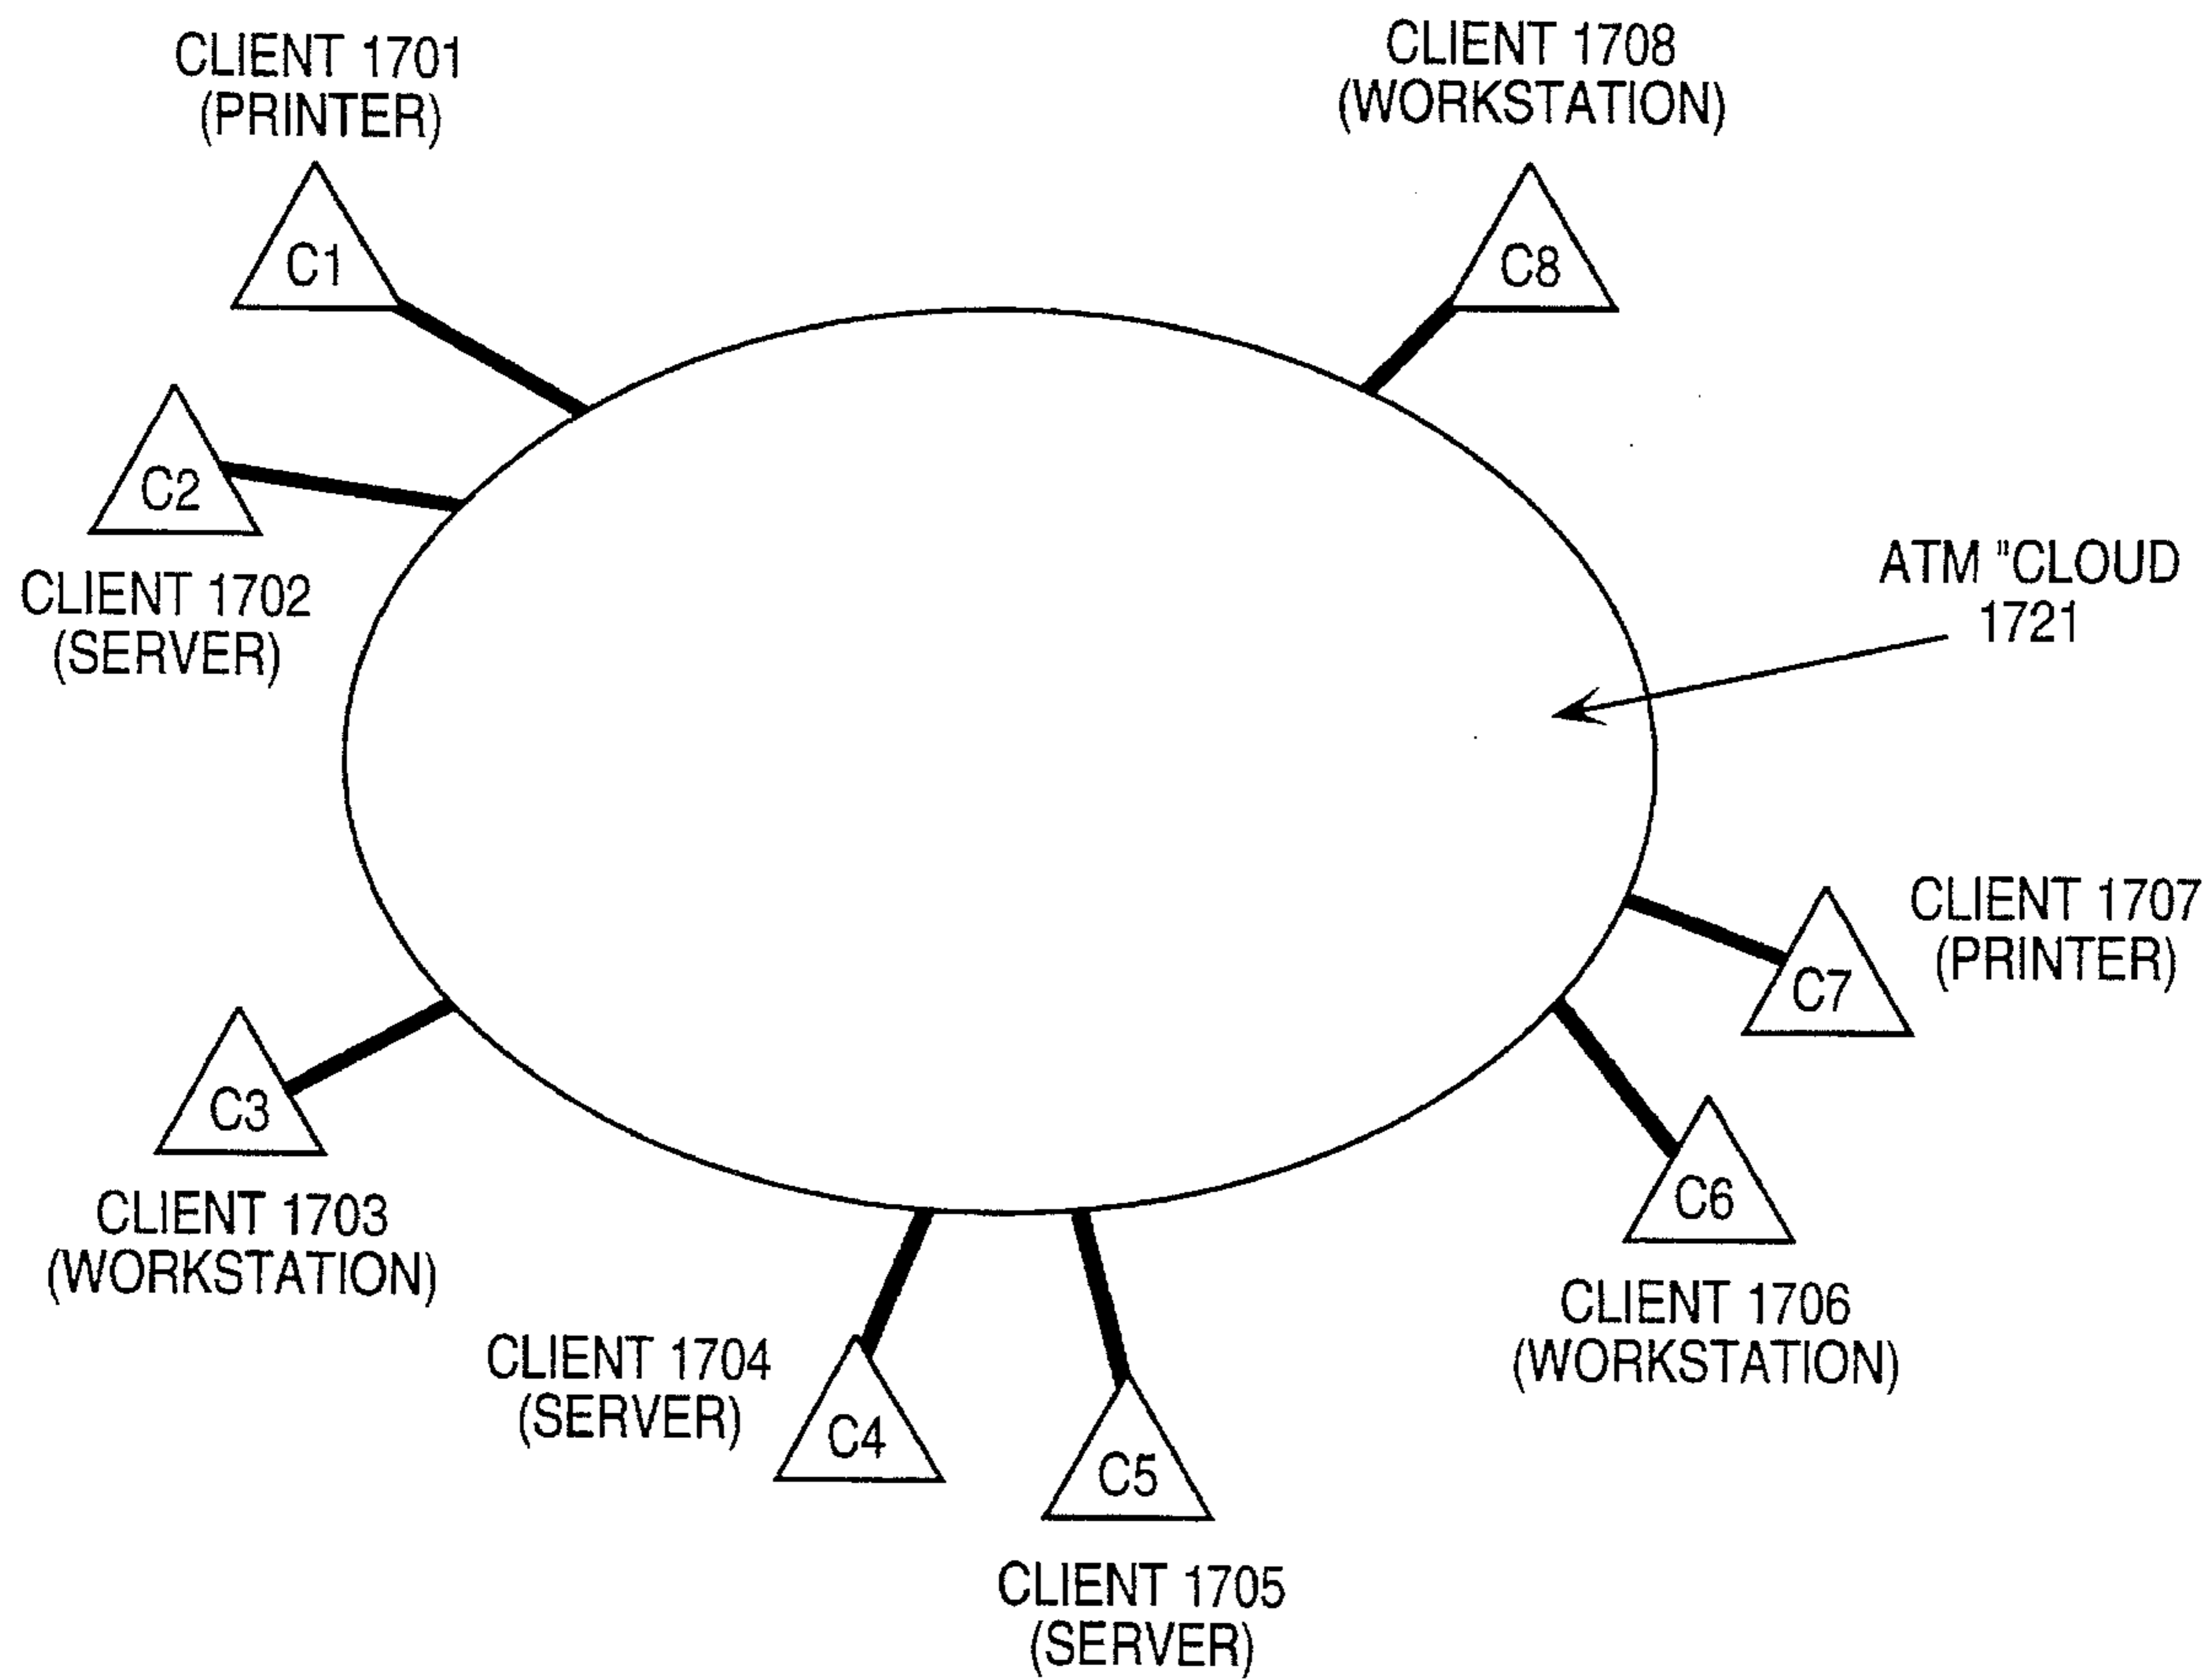 CLIENT 1701
(PRINTER)
CLIENT 1708
(WORKSTATION)
C1
C8
C2
CLIENT 1702
(SERVER)
ATM "CLOUD
1721
CLIENT 1707
(PRINTER)
C7
C3
CLIENT 1703
(WORKSTATION)
C6
CLIENT 1706
(WORKSTATION)
CLIENT 1704
(SERVER)
C4
C5
CLIENT 1705
(SERVER)